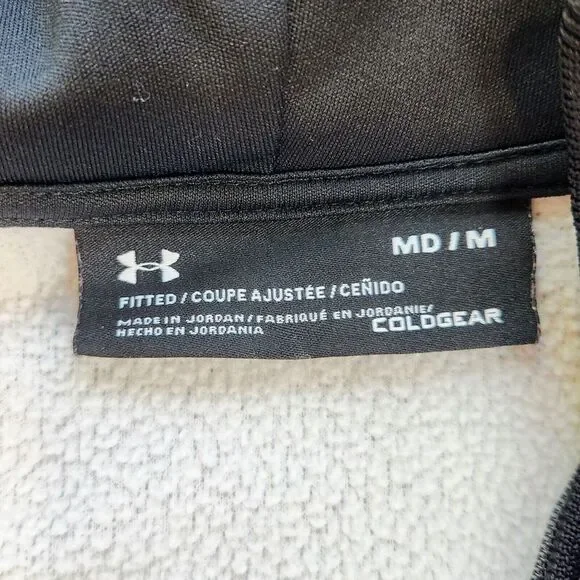 MD / M
FITTED / COUPE AJUSTÉE / CEÑIDO
MADE IN JORDAN / FABRIQUÉ EN JORDANIE/
HECHO EN JORDANIA
COLDGEAR